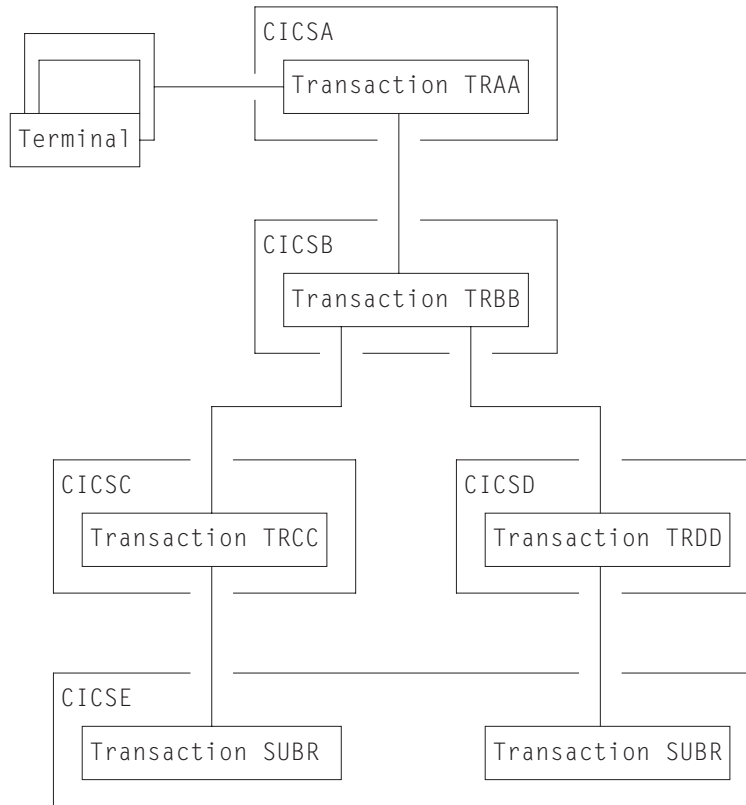 CICSA
Transaction TRAA
Terminal
CICSB
Transaction TRBB
CICSC
CICSD
Transaction TRCC
Transaction TRDD
CICSE
Transaction SUBR
Transaction SUBR